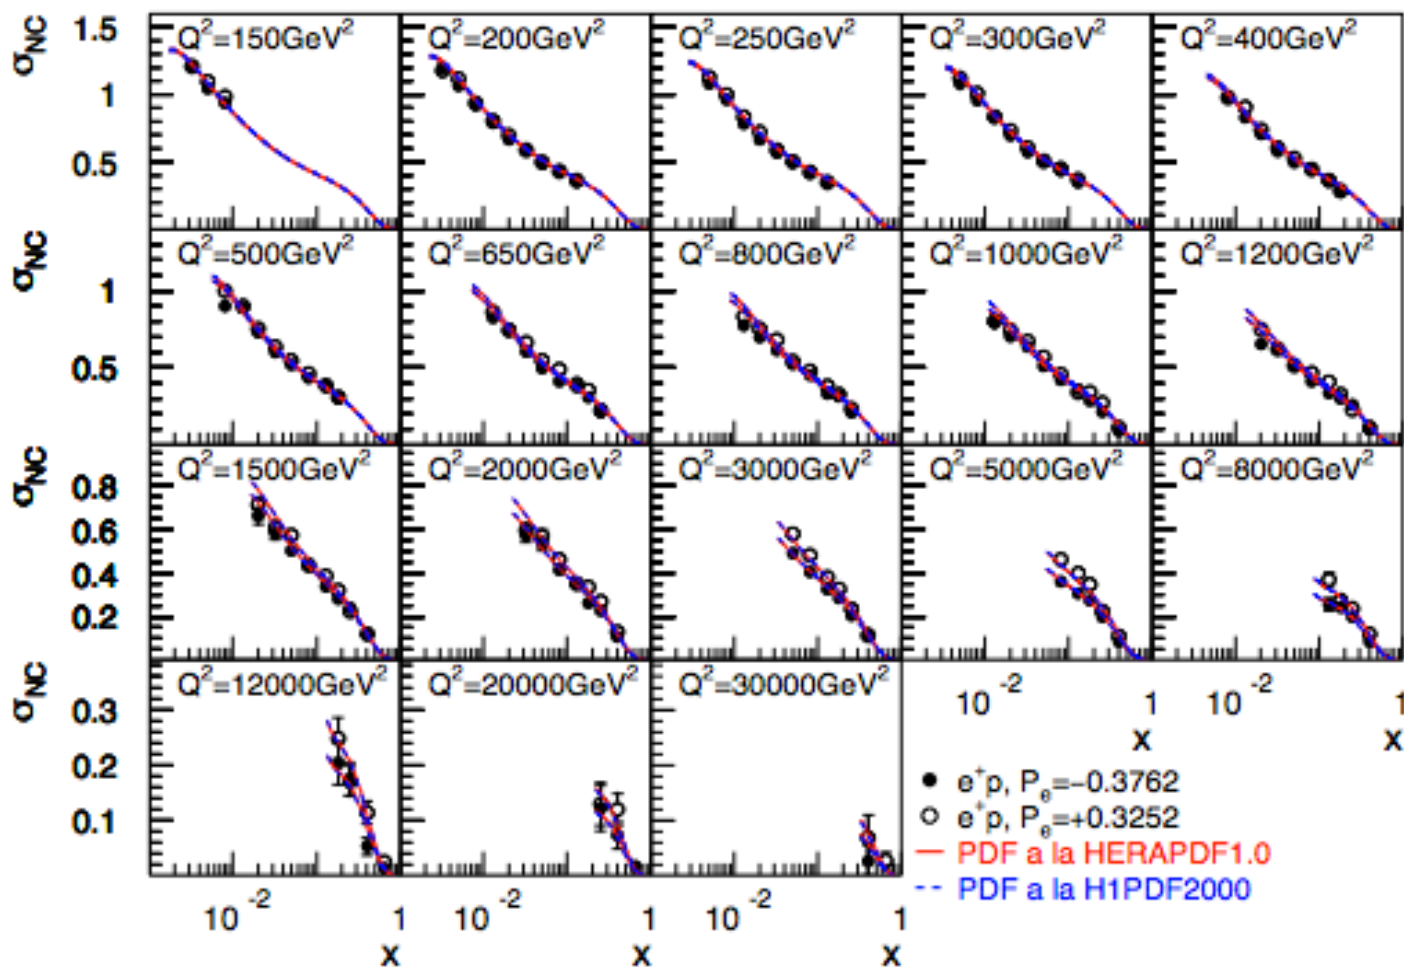 σNC 1.5 1 0.5 Q²=150GeV² Q²=200GeV² Q²=250GeV² Q²=300GeV² Q²=400GeV²
σNC 1 0.5 Q²=500GeV² Q²=650GeV² Q²=800GeV² Q²=1000GeV² Q²=1200GeV²
σNC 0.8 0.6 0.4 0.2 Q²=1500GeV² Q²=2000GeV² Q²=3000GeV² Q²=5000GeV² Q²=8000GeV²
σNC 0.3 0.2 0.1 Q²=12000GeV² Q²=20000GeV² Q²=30000GeV²
10⁻² 1 10⁻² 1
x x
e⁺p, Pₑ=−0.3762
e⁺p, Pₑ=+0.3252
PDF a la HERAPDF1.0
PDF a la H1PDF2000
10⁻² 1 10⁻² 1 10⁻² 1
x x x